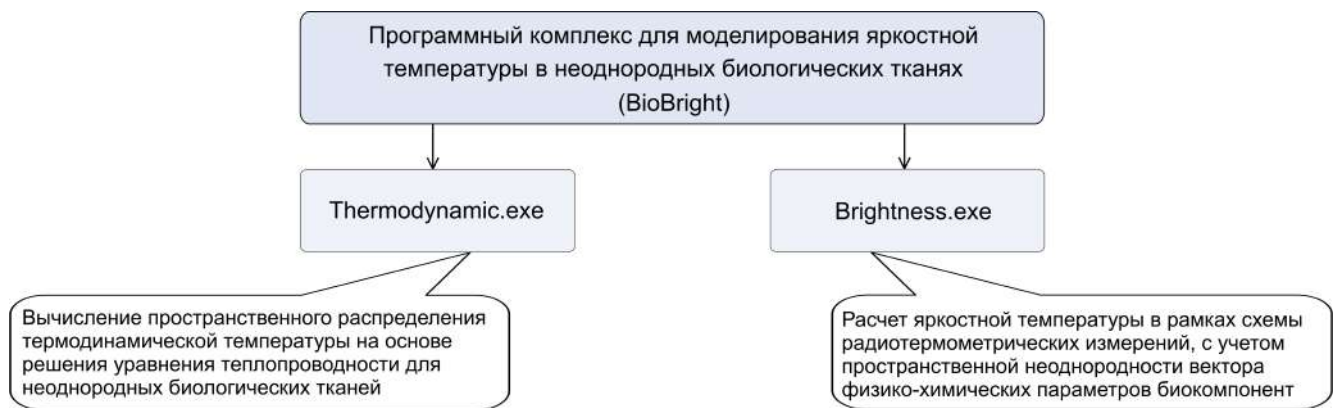 Программный комплекс для моделирования яркостной
температуры в неоднородных биологических тканях
(BioBright)
Thermodynamic.exe
Brightness.exe
Вычисление пространственного распределения
термодинамической температуры на основе
решения уравнения теплопроводности для
неоднородных биологических тканей
Расчет яркостной температуры в рамках схемы
радиотермометрических измерений, с учетом
пространственной неоднородности вектора
физико-химических параметров биокомпонент